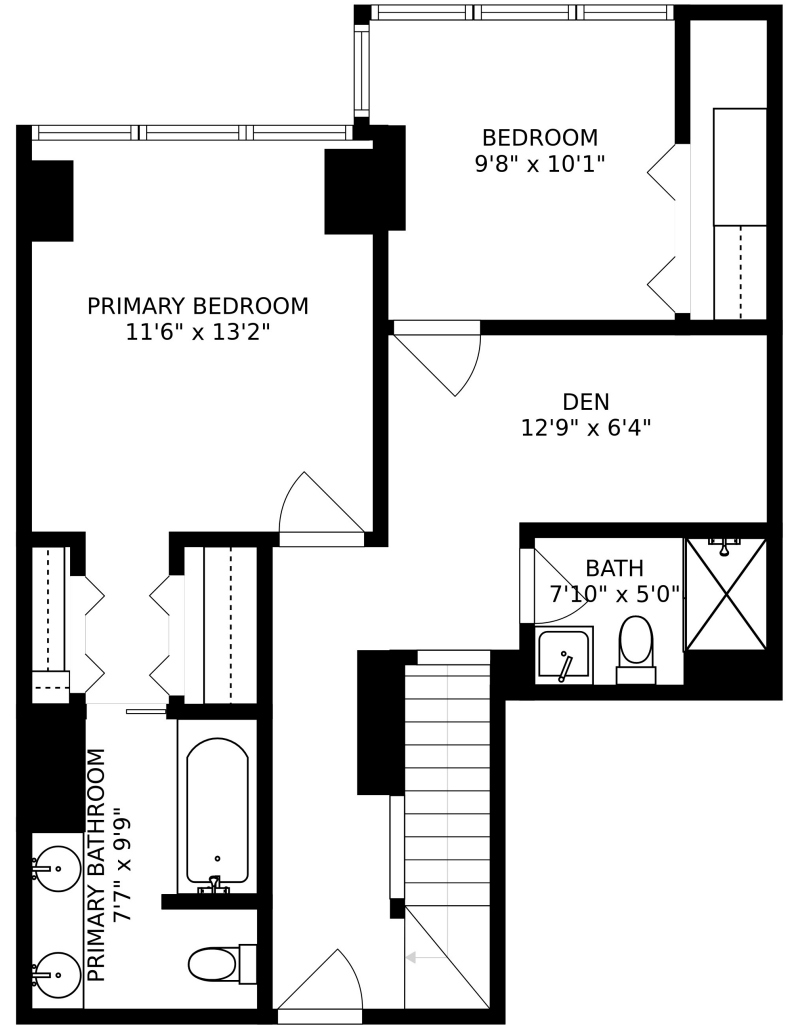 BEDROOM
9'8" x 10'1"
PRIMARY BEDROOM
11'6" x 13'2"
DEN
12'9" x 6'4"
BATH
7'10" x 5'0"
PRIMARY BATHROOM
7'7" x 9'9"